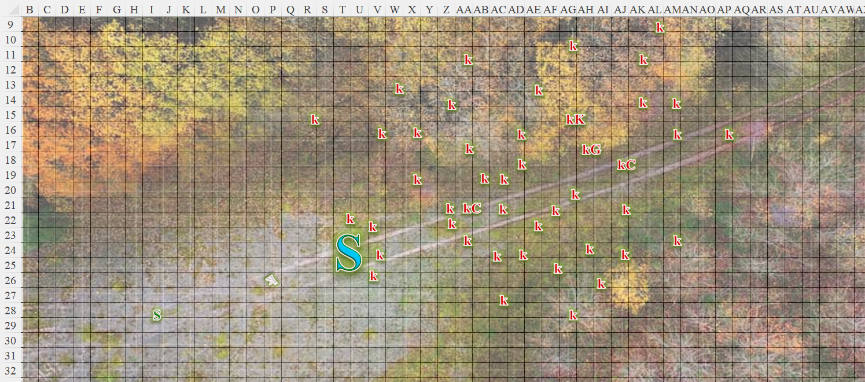 B C D E F G H I J K L M N O P Q R S T U V W X Y Z AA AB AC AD AE AF AG AH AI AJ AK AL AM AN AO AP AQ AR AS AT AU AV AW
9 k
10 k
11 k k
12
13 k k
14 k k k
15 k kK
16 k k k k k
17 k kG
18 k kC
19 k k k
20 k
21 k kC k k k
22 k k k k
23 k k
24 S k k k k k
25 k
26 k k
27 k
28 S k
29
30
31
32